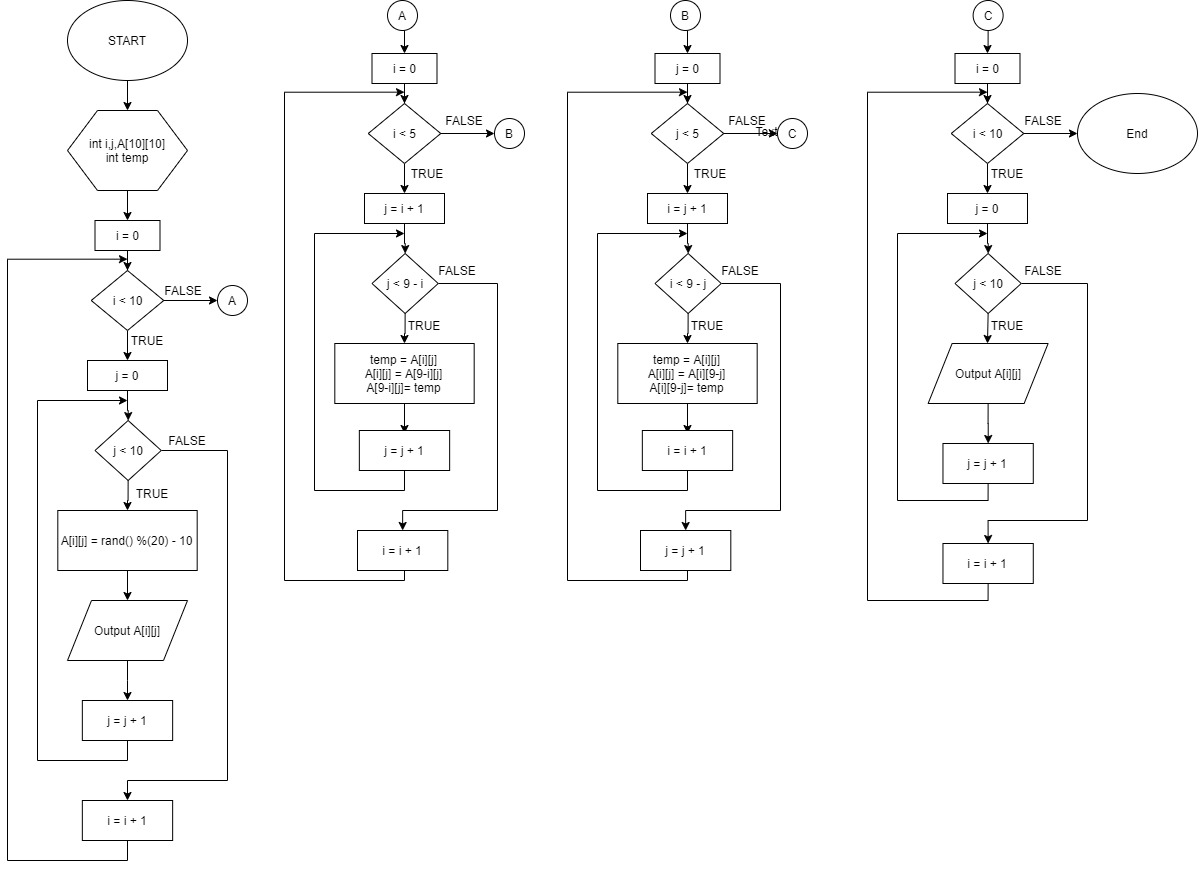 START
int i,j,A[10][10]
int temp
i = 0
i < 10
FALSE
A
TRUE
j = 0
j < 10
FALSE
TRUE
A[i][j] = rand() %(20) - 10
Output A[i][j]
j = j + 1
i = i + 1
A
i = 0
i < 5
FALSE
B
TRUE
j = i + 1
j < 9 - i
FALSE
TRUE
temp = A[i][j]
A[i][j] = A[9-i][j]
A[9-i][j]= temp
j = j + 1
i = i + 1
B
j = 0
j < 5
FALSE
Text
C
TRUE
i = j + 1
i < 9 - j
FALSE
TRUE
temp = A[i][j]
A[i][j] = A[i][9-j]
A[i][9-j]= temp
i = i + 1
j = j + 1
C
i = 0
i < 10
FALSE
End
TRUE
j = 0
j < 10
FALSE
TRUE
Output A[i][j]
j = j + 1
i = i + 1